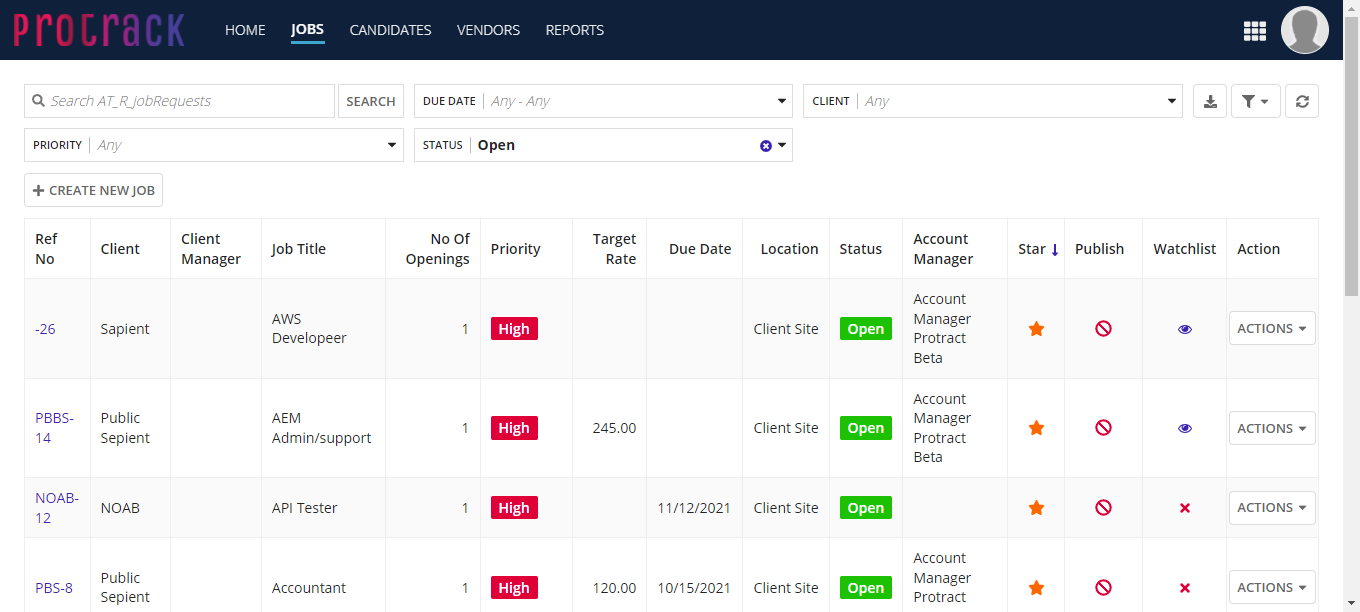 protrack
HOME JOBS CANDIDATES VENDORS REPORTS
Search AT_R_jobRequests SEARCH DUE DATE Any - Any CLIENT Any
PRIORITY Any STATUS Open
CREATE NEW JOB
Ref No Client Client Manager Job Title No Of Openings Priority Target Rate Due Date Location Status Account Manager Star Publish Watchlist Action
-26 Sapient AWS Developeer 1 High Client Site Open Account Manager Protract Beta ACTIONS
PBBS-14 Public Sepient AEM Admin/support 1 High 245.00 Client Site Open Account Manager Protract Beta ACTIONS
NOAB-12 NOAB API Tester 1 High 11/12/2021 Client Site Open ACTIONS
PBS-8 Public Sepient Accountant 1 High 120.00 10/15/2021 Client Site Open Account Manager Protract ACTIONS